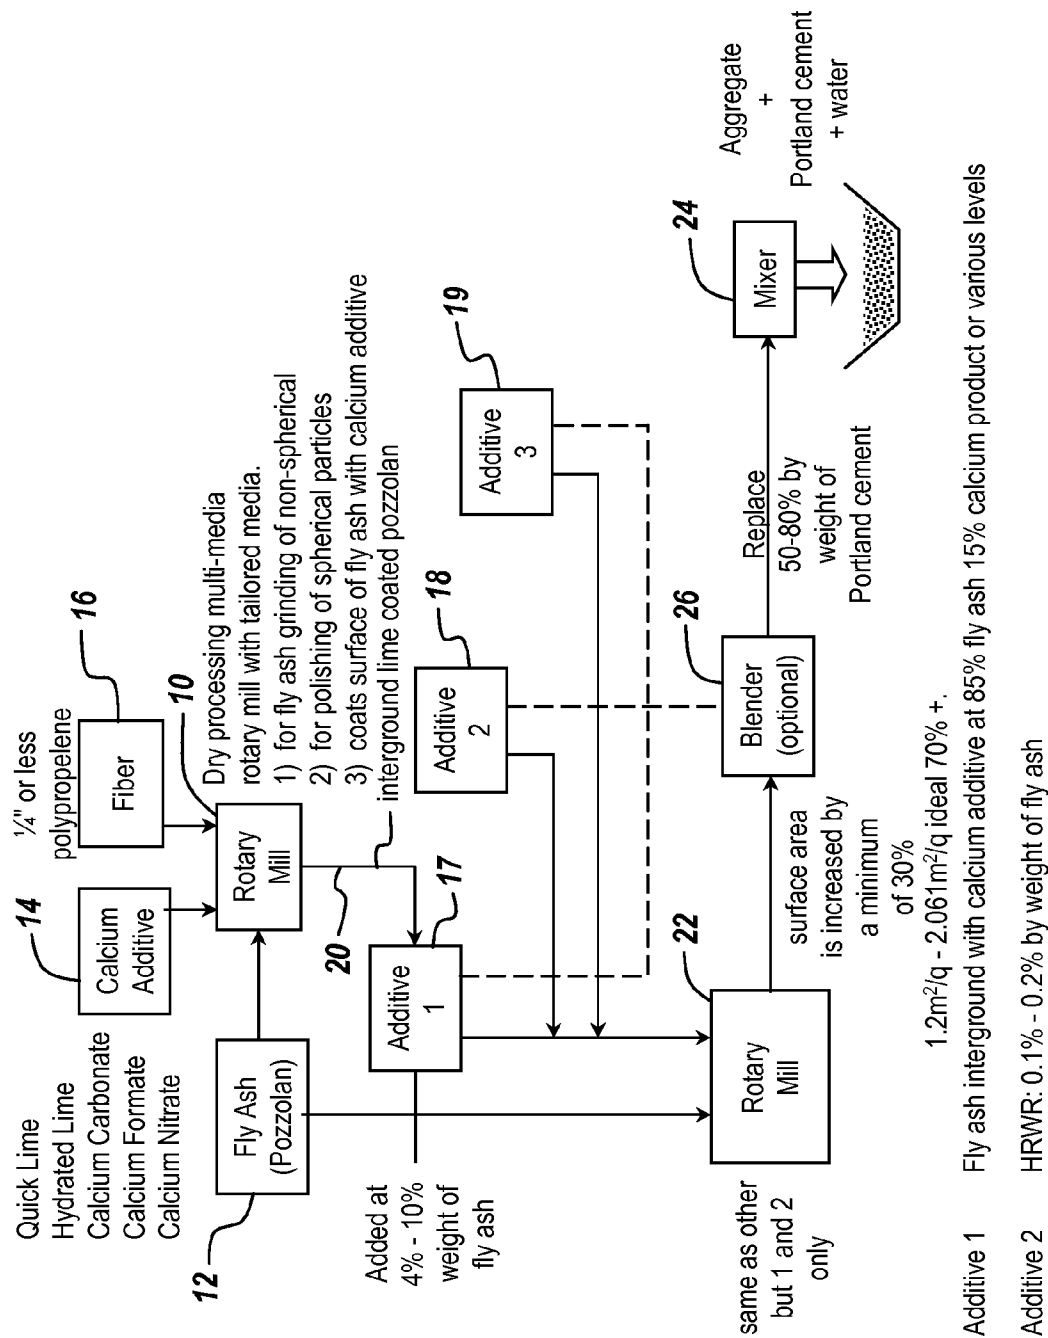 Quick Lime
Hydrated Lime
Calcium Carbonate
Calcium Formate
Calcium Nitrate
14
Calcium
Additive
¼" or less
polypropelene
16
Fiber
12
Fly Ash
(Pozzolan)
10
Rotary
Mill
Dry processing multi-media
rotary mill with tailored media.
1) for fly ash grinding of non-spherical
2) for polishing of spherical particles
3) coats surface of fly ash with calcium additive
interground lime coated pozzolan
20
Added at
4% - 10%
weight of
fly ash
17
Additive
1
18
Additive
2
19
Additive
3
same as other
but 1 and 2
only
22
Rotary
Mill
surface area
is increased by
a minimum
of 30%
1.2m²/q - 2.061m²/q ideal 70% +.
26
Blender
(optional)
Replace
50-80% by
weight of
Portland cement
24
Mixer
Aggregate
+
Portland cement
+ water
Additive 1 Fly ash interground with calcium additive at 85% fly ash 15% calcium product or various levels
Additive 2 HRWR: 0.1% - 0.2% by weight of fly ash